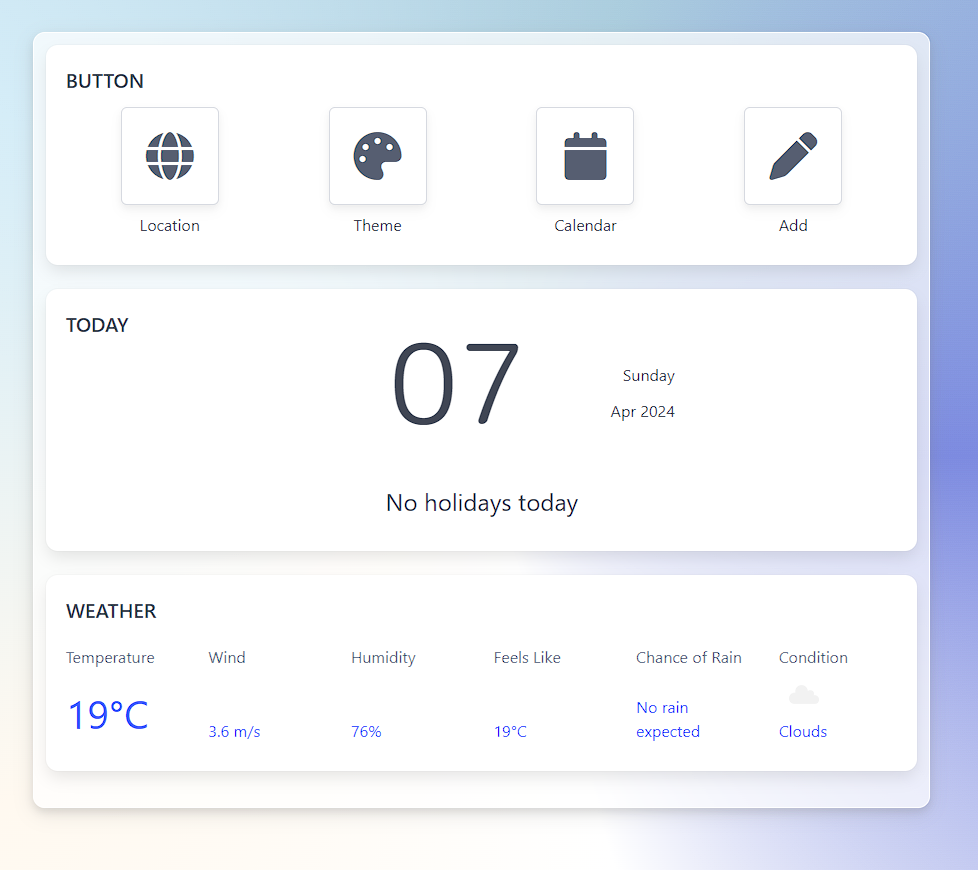 BUTTON
Location Theme Calendar Add
TODAY
07
Sunday
Apr 2024
No holidays today
WEATHER
Temperature Wind Humidity Feels Like Chance of Rain Condition
19°C 3.6 m/s 76% 19°C No rain
expected Clouds